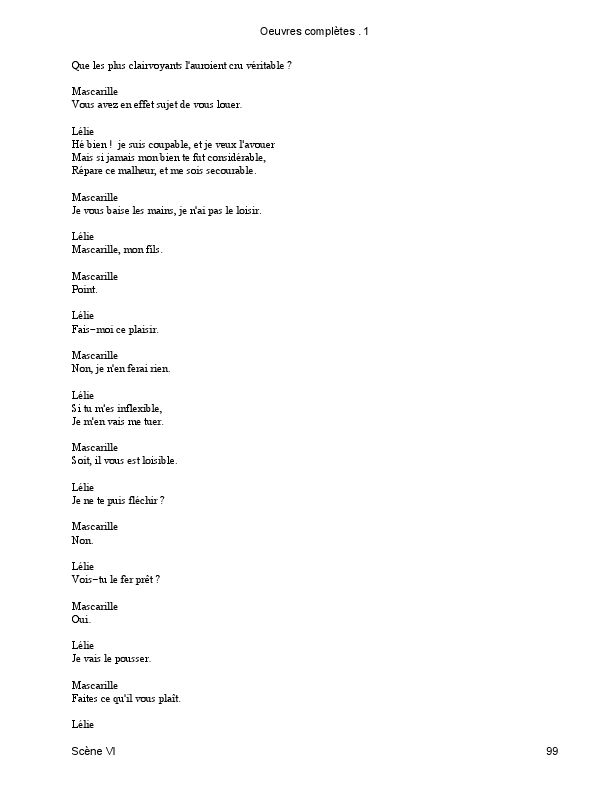 Oeuvres complètes . 1
Que les plus clairvoyants l'auroient cru véritable ?
Mascarille
Vous avez en effet sujet de vous louer.
Lélie
Hé bien ! je suis coupable, et je veux l'avouer
Mais si jamais mon bien te fut considérable,
Répare ce malheur, et me sois secourable.
Mascarille
Je vous baise les mains, je n'ai pas le loisir.
Lélie
Mascarille, mon fils.
Mascarille
Point.
Lélie
Fais−moi ce plaisir.
Mascarille
Non, je n'en ferai rien.
Lélie
Si tu m'es inflexible,
Je m'en vais me tuer.
Mascarille
Soit, il vous est loisible.
Lélie
Je ne te puis fléchir ?
Mascarille
Non.
Lélie
Vois−tu le fer prêt ?
Mascarille
Oui.
Lélie
Je vais le pousser.
Mascarille
Faites ce qu'il vous plaît.
Lélie
Scène VI 99